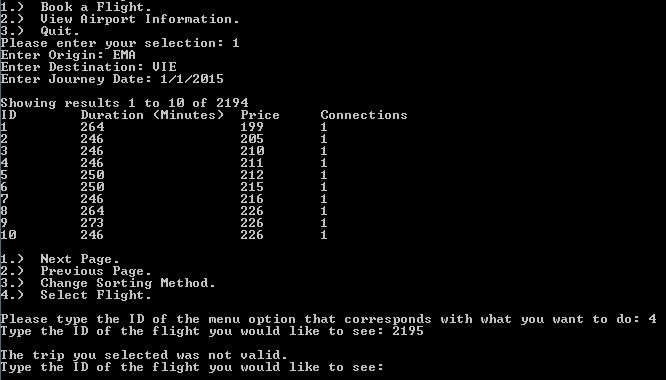 1.) Book a Flight.
2.) View Airport Information.
3.) Quit.
Please enter your selection: 1
Enter Origin: EMA
Enter Destination: VIE
Enter Journey Date: 1/1/2015
Showing results 1 to 10 of 2194
ID Duration (Minutes) Price Connections
1 264 199 1
2 246 205 1
3 246 210 1
4 246 211 1
5 250 212 1
6 250 215 1
7 246 216 1
8 264 226 1
9 273 226 1
10 246 226 1
1.) Next Page.
2.) Previous Page.
3.) Change Sorting Method.
4.) Select Flight.
Please type the ID of the menu option that corresponds with what you want to do: 4
Type the ID of the flight you would like to see: 2195
The trip you selected was not valid.
Type the ID of the flight you would like to see: